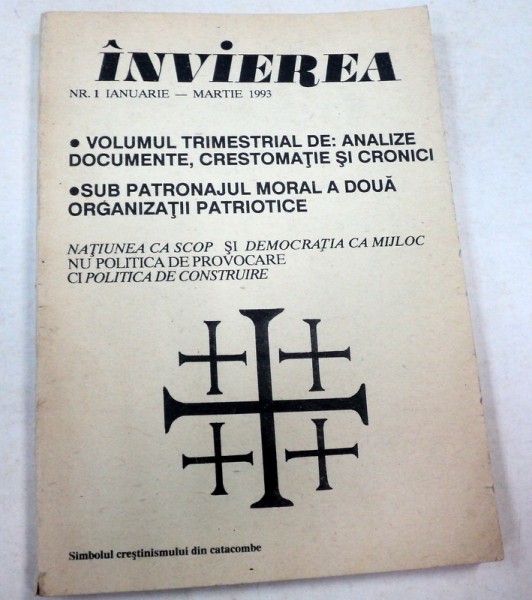 ÎNVIEREA
NR. 1 IANUARIE — MARTIE 1993
● VOLUMUL TRIMESTRIAL DE: ANALIZE
DOCUMENTE, CRESTOMAŢIE ŞI CRONICI
●SUB PATRONAJUL MORAL A DOUĂ
ORGANIZAŢII PATRIOTICE
NAŢIUNEA CA SCOP ŞI DEMOCRAŢIA CA MIJLOC
NU POLITICA DE PROVOCARE
CI POLITICA DE CONSTRUIRE
Simbolul creştinismului din catacombe